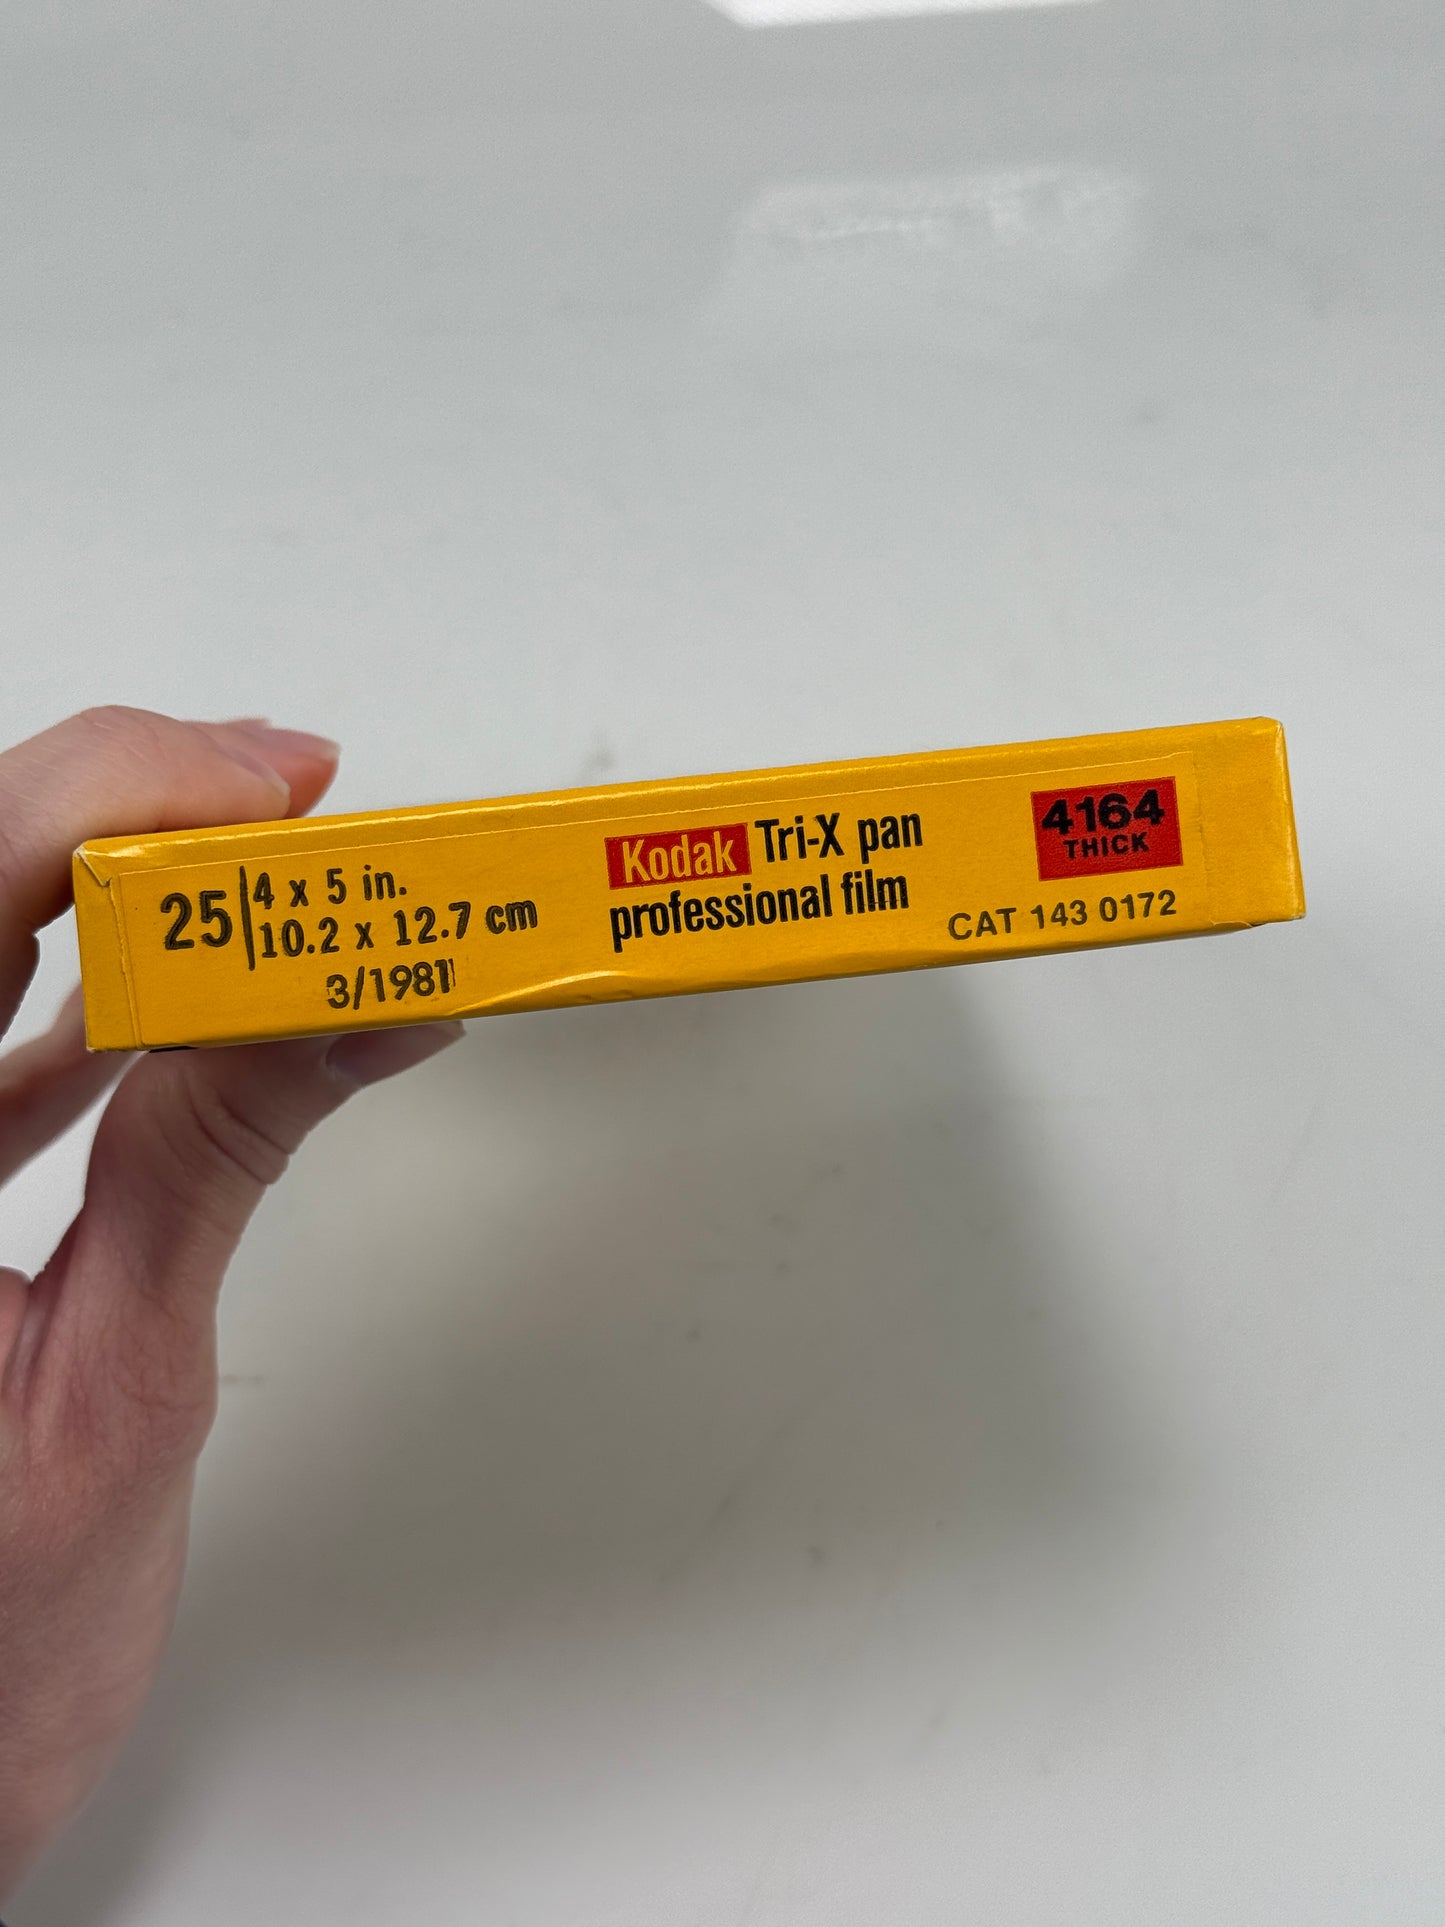 25 4 x 5 in.
10.2 x 12.7 cm
3/1981
Kodak Tri-X pan
professional film
4164
THICK
CAT 143 0172